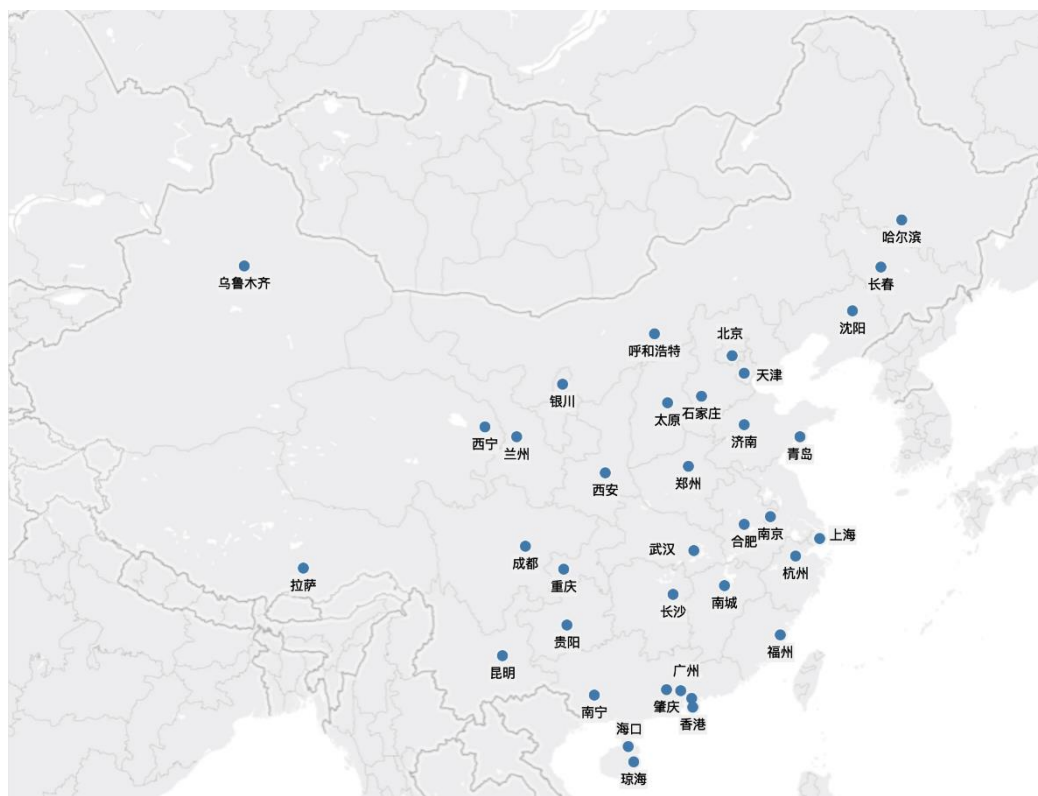 哈尔滨
乌鲁木齐
长春
沈阳
北京
呼和浩特
天津
银川
太原
石家庄
济南
西宁
兰州
青岛
西安
郑州
南京
合肥
上海
武汉
成都
杭州
重庆
拉萨
长沙
南城
贵阳
福州
昆明
广州
南宁
肇庆
香港
海口
琼海